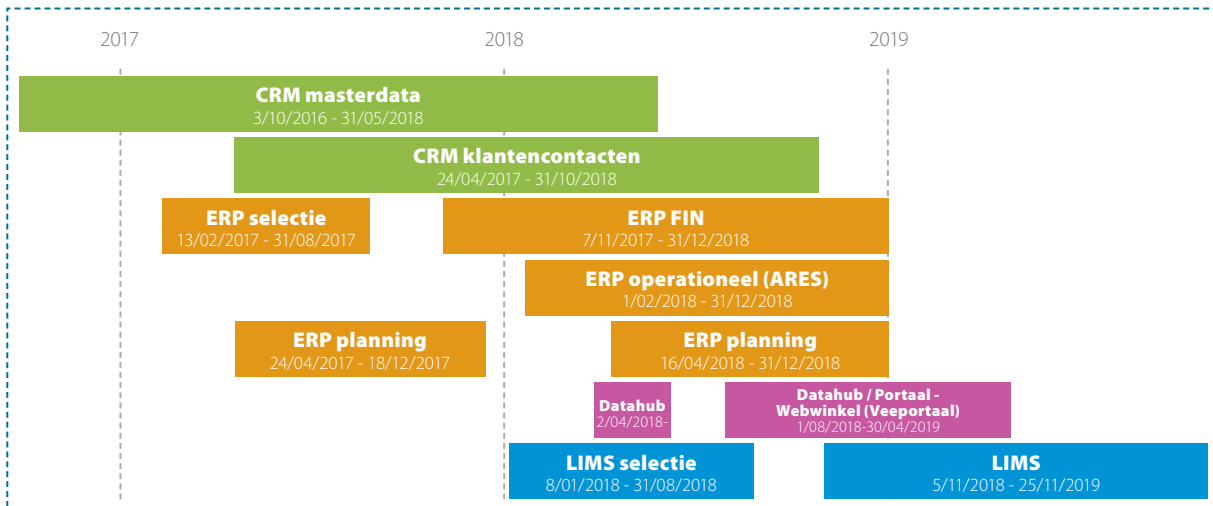 2017 2018 2019
CRM masterdata
3/10/2016 - 31/05/2018
CRM klantencontacten
24/04/2017 - 31/10/2018
ERP selectie
13/02/2017 - 31/08/2017
ERP FIN
7/11/2017 - 31/12/2018
ERP operationeel (ARES)
1/02/2018 - 31/12/2018
ERP planning
24/04/2017 - 18/12/2017
ERP planning
16/04/2018 - 31/12/2018
Datahub
2/04/2018-
Datahub / Portaal -
Webwinkel (Veeportaal)
1/08/2018-30/04/2019
LIMS selectie
8/01/2018 - 31/08/2018
LIMS
5/11/2018 - 25/11/2019